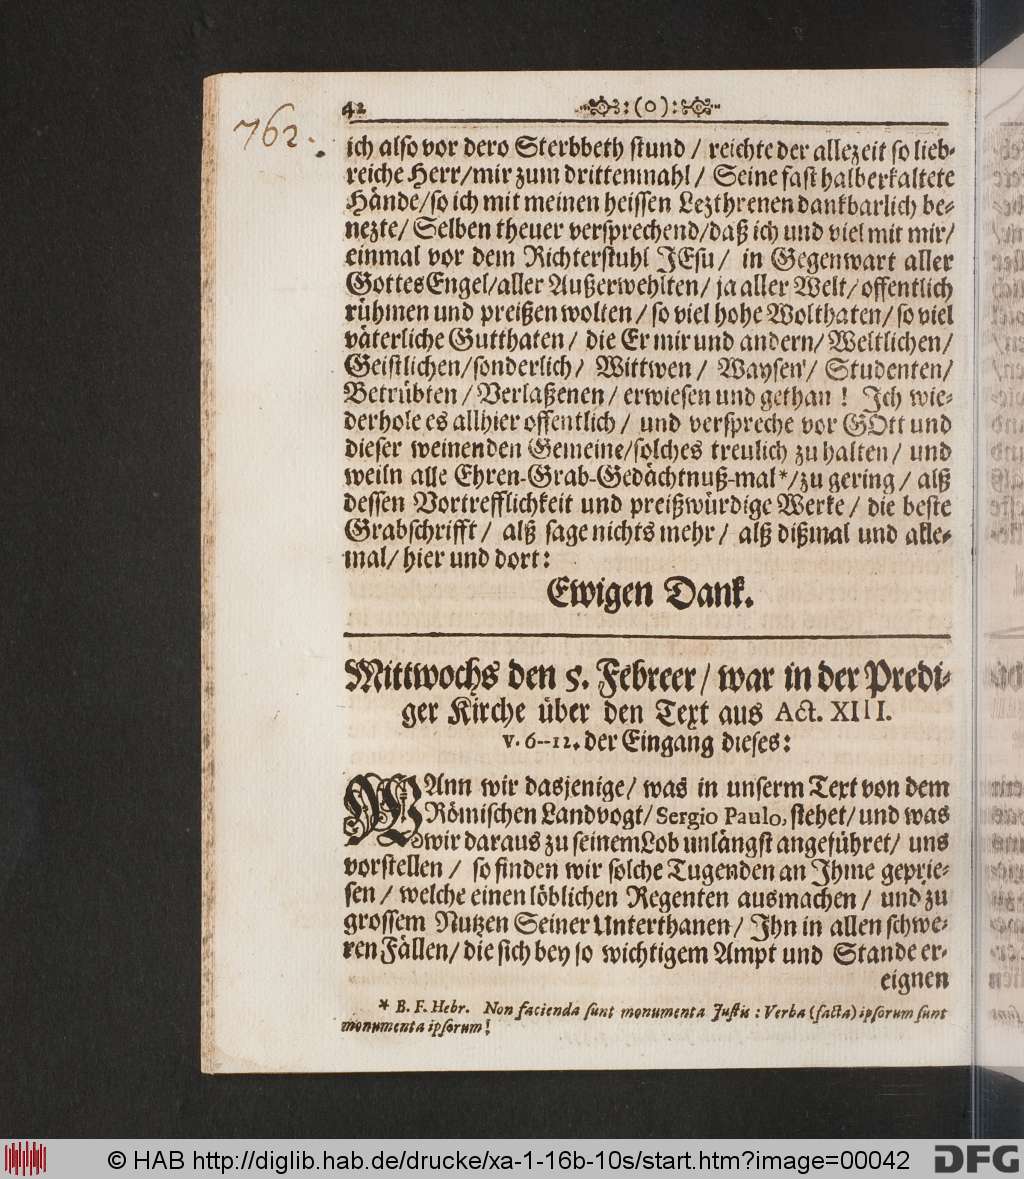 762.
42 :(o):
ich also vor dero Sterbbeth stund / reichte der allezeit so lieb-
reiche Herr/mir zum drittenmahl / Seine fast halberkaltete
Hände/so ich mit meinen heissen Lezthrenen dankbarlich be-
nezte/ Selben theuer versprechend/daß ich und viel mit mir/
einmal vor dem Richterstuhl JEsu/ in Gegenwart aller
Gottes Engel/aller Außerwehlten/ ja aller Welt/offentlich
rühmen und preißen wolten/ so viel hohe Wolthaten/so viel
väterliche Gutthaten/ die Er mir und andern/Weltlichen/
Geistlichen/sonderlich/ Wittwen/ Waysen/ Studenten/
Betrübten / Verlaßenen/ erwiesen und gethan ! Ich wie-
derhole es allhier offentlich/ und verspreche vor GOtt und
dieser weinenden Gemeine/solches treulich zu halten/ und
weiln alle Ehren-Grab-Gedächtnuß-mal*/zu gering / alß
dessen Vortrefflichkeit und preißwürdige Werke/ die beste
Grabschrifft/ alß sage nichts mehr/ alß dißmal und alle-
mal/ hier und dort:
Ewigen Dank.
Mittwochs den 5. Febreer/ war in der Predi-
ger Kirche über den Text aus Act. XIII.
v. 6--12. der Eingang dieses:
WAnn wir dasjenige/ was in unserm Text von dem
Römischen Landvogt/ Sergio Paulo, stehet/ und was
wir daraus zu seinem Lob unlängst angeführet/ uns
vorstellen / so finden wir solche Tugenden an Ihme geprie-
sen/ welche einen löblichen Regenten ausmachen/ und zu
grossem Nutzen Seiner Unterthanen/ Ihn in allen schwe-
ren Fällen/ die sich bey so wichtigem Ampt und Stande er-
eignen
* B. F. Hebr. Non facienda sunt monumenta Justis : Verba (facta) ipsorum sunt
monumenta ipsorum!
© HAB http://diglib.hab.de/drucke/xa-1-16b-10s/start.htm?image=00042
DFG